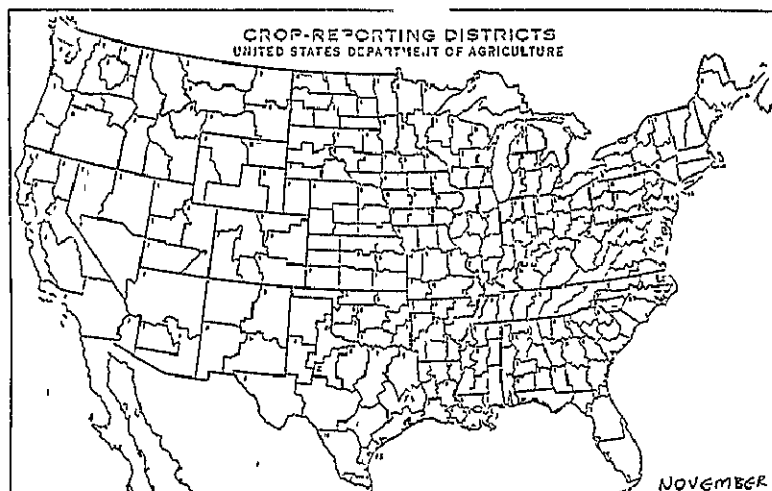 CROP-REPORTING DISTRICTS
UNITED STATES DEPARTMENT OF AGRICULTURE
NOVEMBER